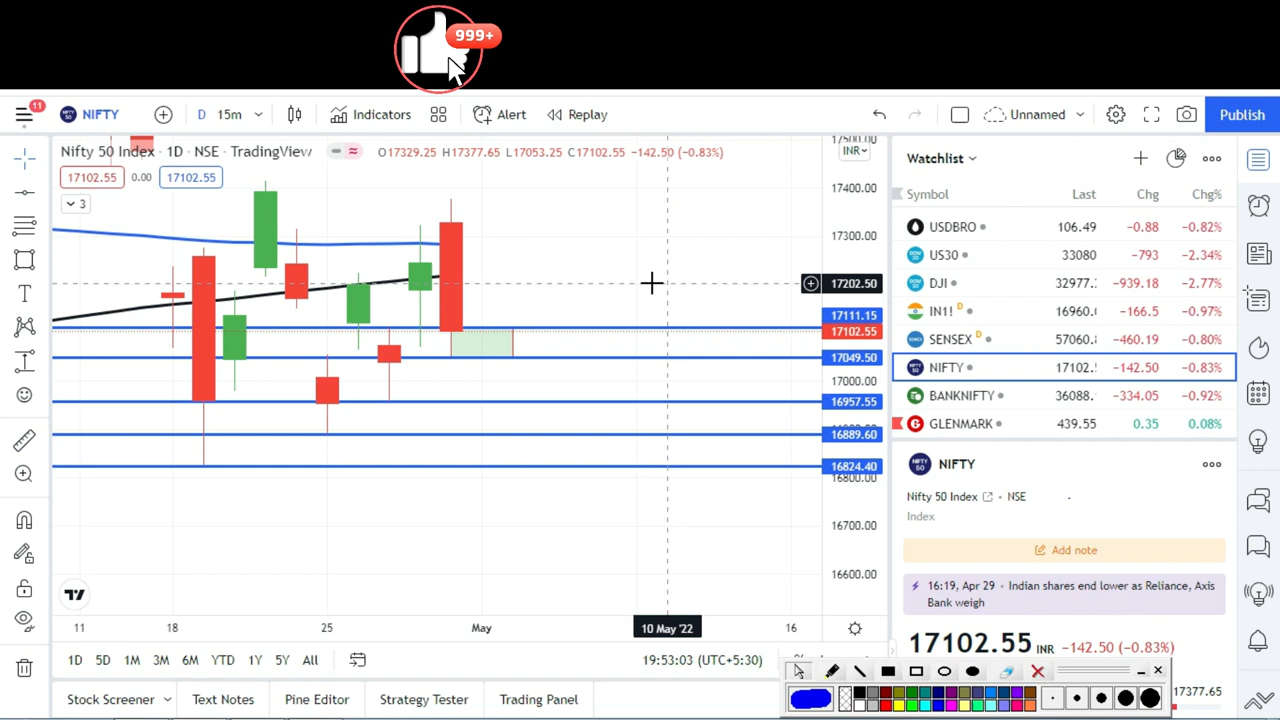 999+
11
NIFTY
D
15m
Indicators
Alert
Replay
Unnamed
Publish
Nifty 50 Index · 1D · NSE · TradingView
O17329.25 H17377.65 L17053.25 C17102.55 −142.50 (−0.83%)
17102.55
0.00
17102.55
3
INR
17400.00
17300.00
17202.50
17111.15
17102.55
17049.50
17000.00
16957.55
16889.60
16824.40
16800.00
16700.00
16600.00
11
18
25
May
10 May '22
16
1D
5D
1M
3M
6M
YTD
1Y
5Y
All
19:53:03 (UTC+5:30)
Stock Screener
Text Notes
Pine Editor
Strategy Tester
Trading Panel
Watchlist
Symbol Last Chg Chg%
USDBRO 106.49 −0.88 −0.82%
US30 33080 −793 −2.34%
DJI 32977. −939.18 −2.77%
IN1! D 16960.0 −166.5 −0.97%
SENSEX D 57060. −460.19 −0.80%
NIFTY 17102. −142.50 −0.83%
BANKNIFTY 36088. −334.05 −0.92%
GLENMARK 439.55 0.35 0.08%
NIFTY
50
NIFTY
Nifty 50 Index · NSE
Index
Add note
16:19, Apr 29 · Indian shares end lower as Reliance, Axis
Bank weigh
17102.55 INR −142.50 (−0.83%)
17377.65